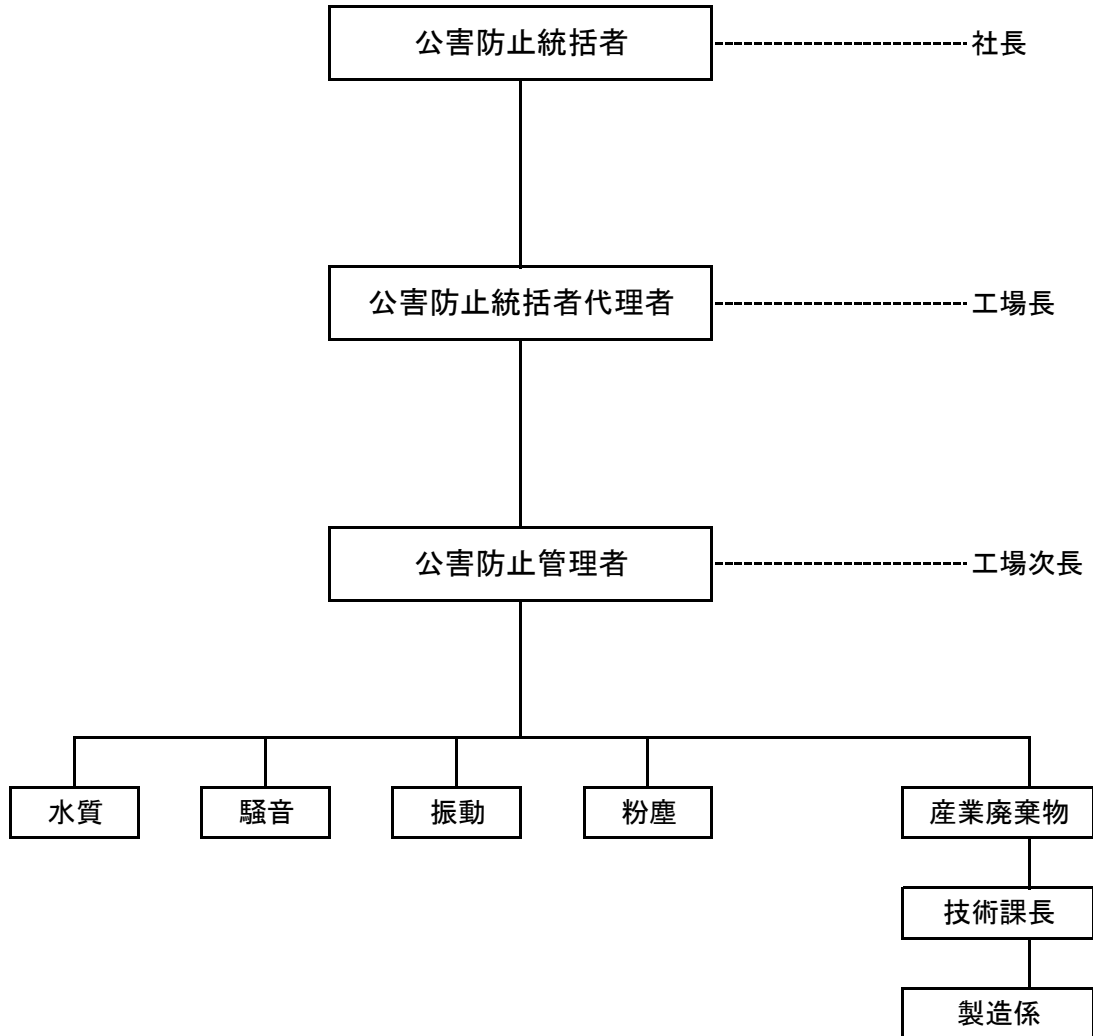 公害防止統括者
社長
公害防止統括者代理者
工場長
公害防止管理者
工場次長
水質
騒音
振動
粉塵
産業廃棄物
技術課長
製造係